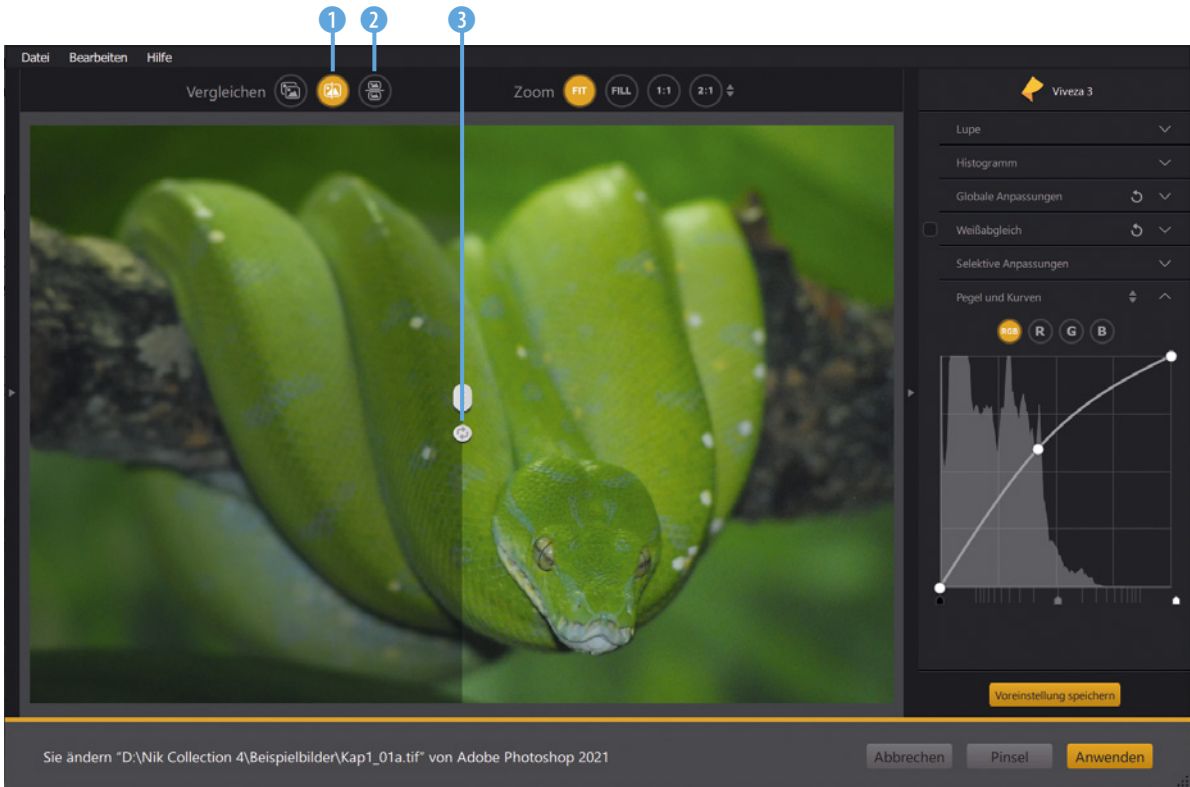 1 2 3
Datei Bearbeiten Hilfe
Vergleichen Zoom FIT FILL 1:1 2:1
Viveza 3
Lupe
Histogramm
Globale Anpassungen
Weißabgleich
Selektive Anpassungen
Pegel und Kurven
RGB R G B
Voreinstellung speichern
Sie ändern "D:\Nik Collection 4\Beispielbilder\Kap1_01a.tif" von Adobe Photoshop 2021
Abbrechen Pinsel Anwenden